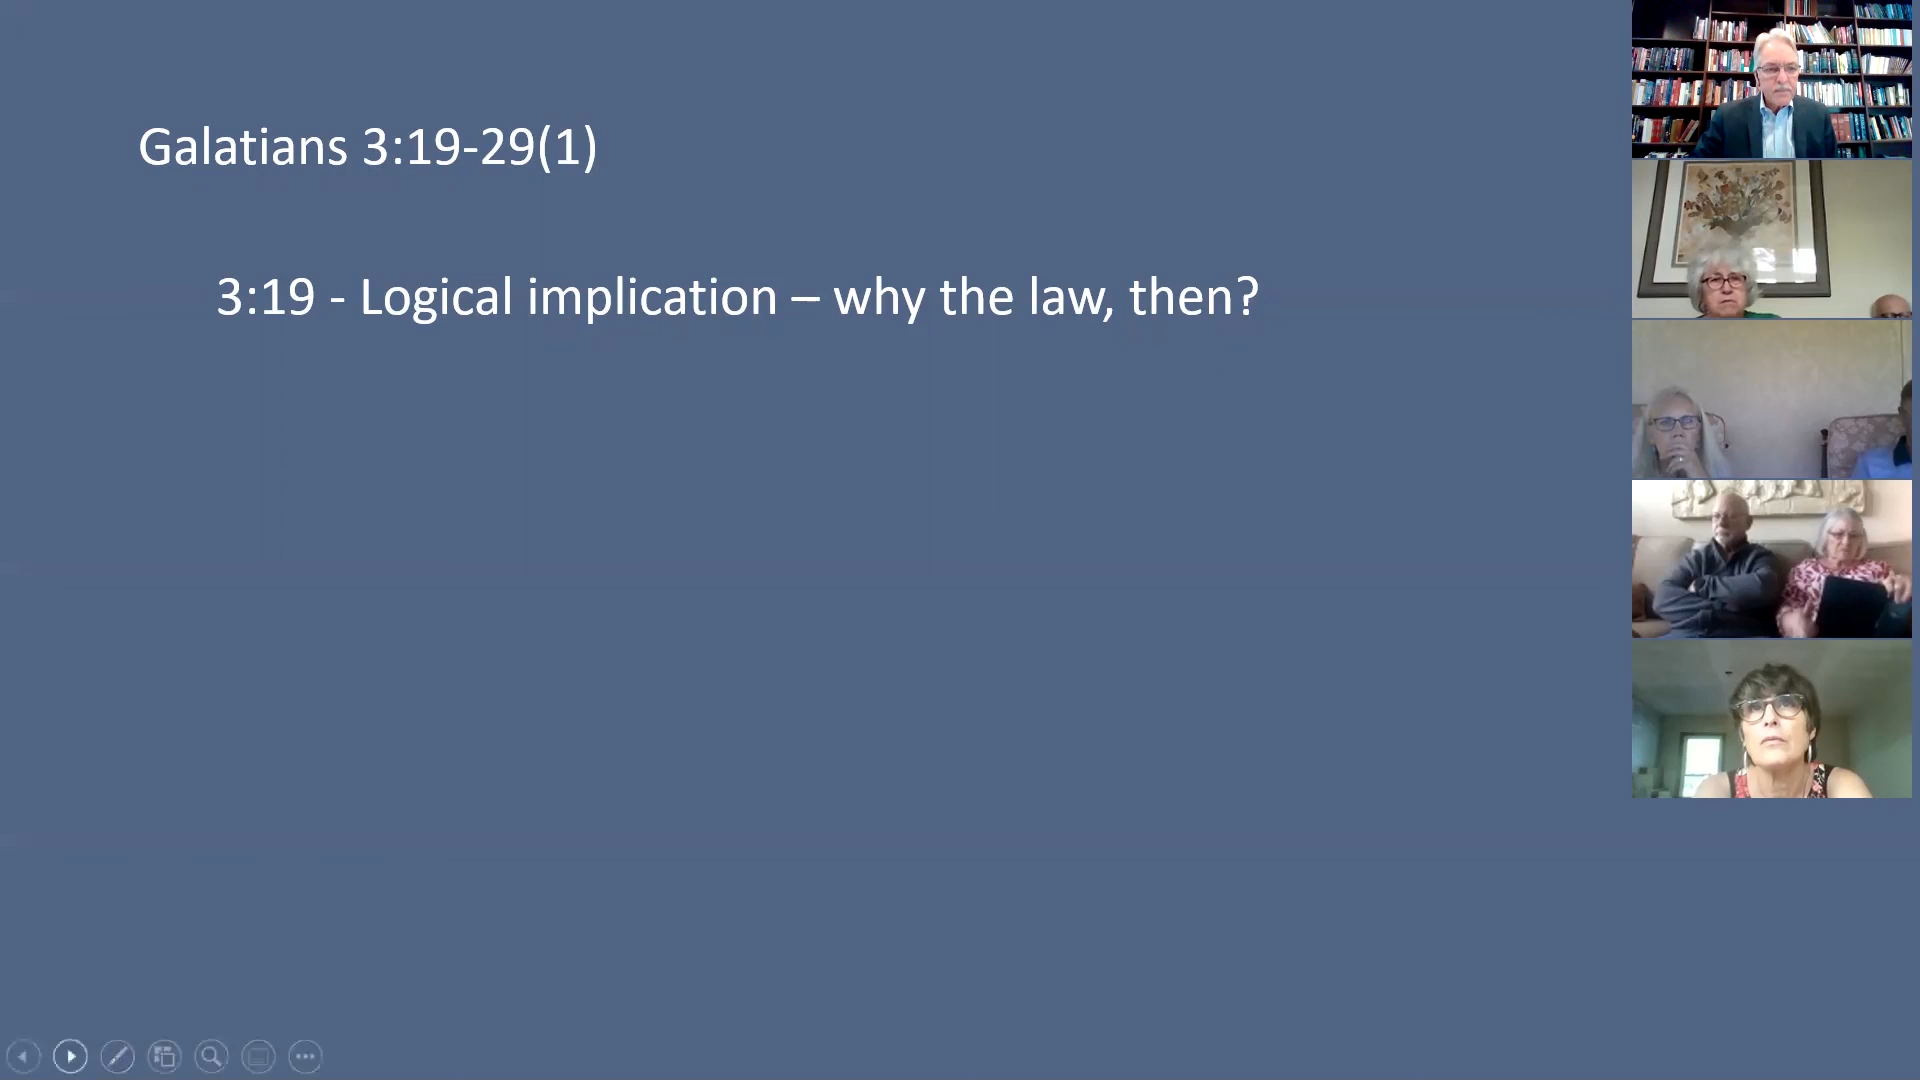 Galatians 3:19-29(1)
3:19 - Logical implication – why the law, then?